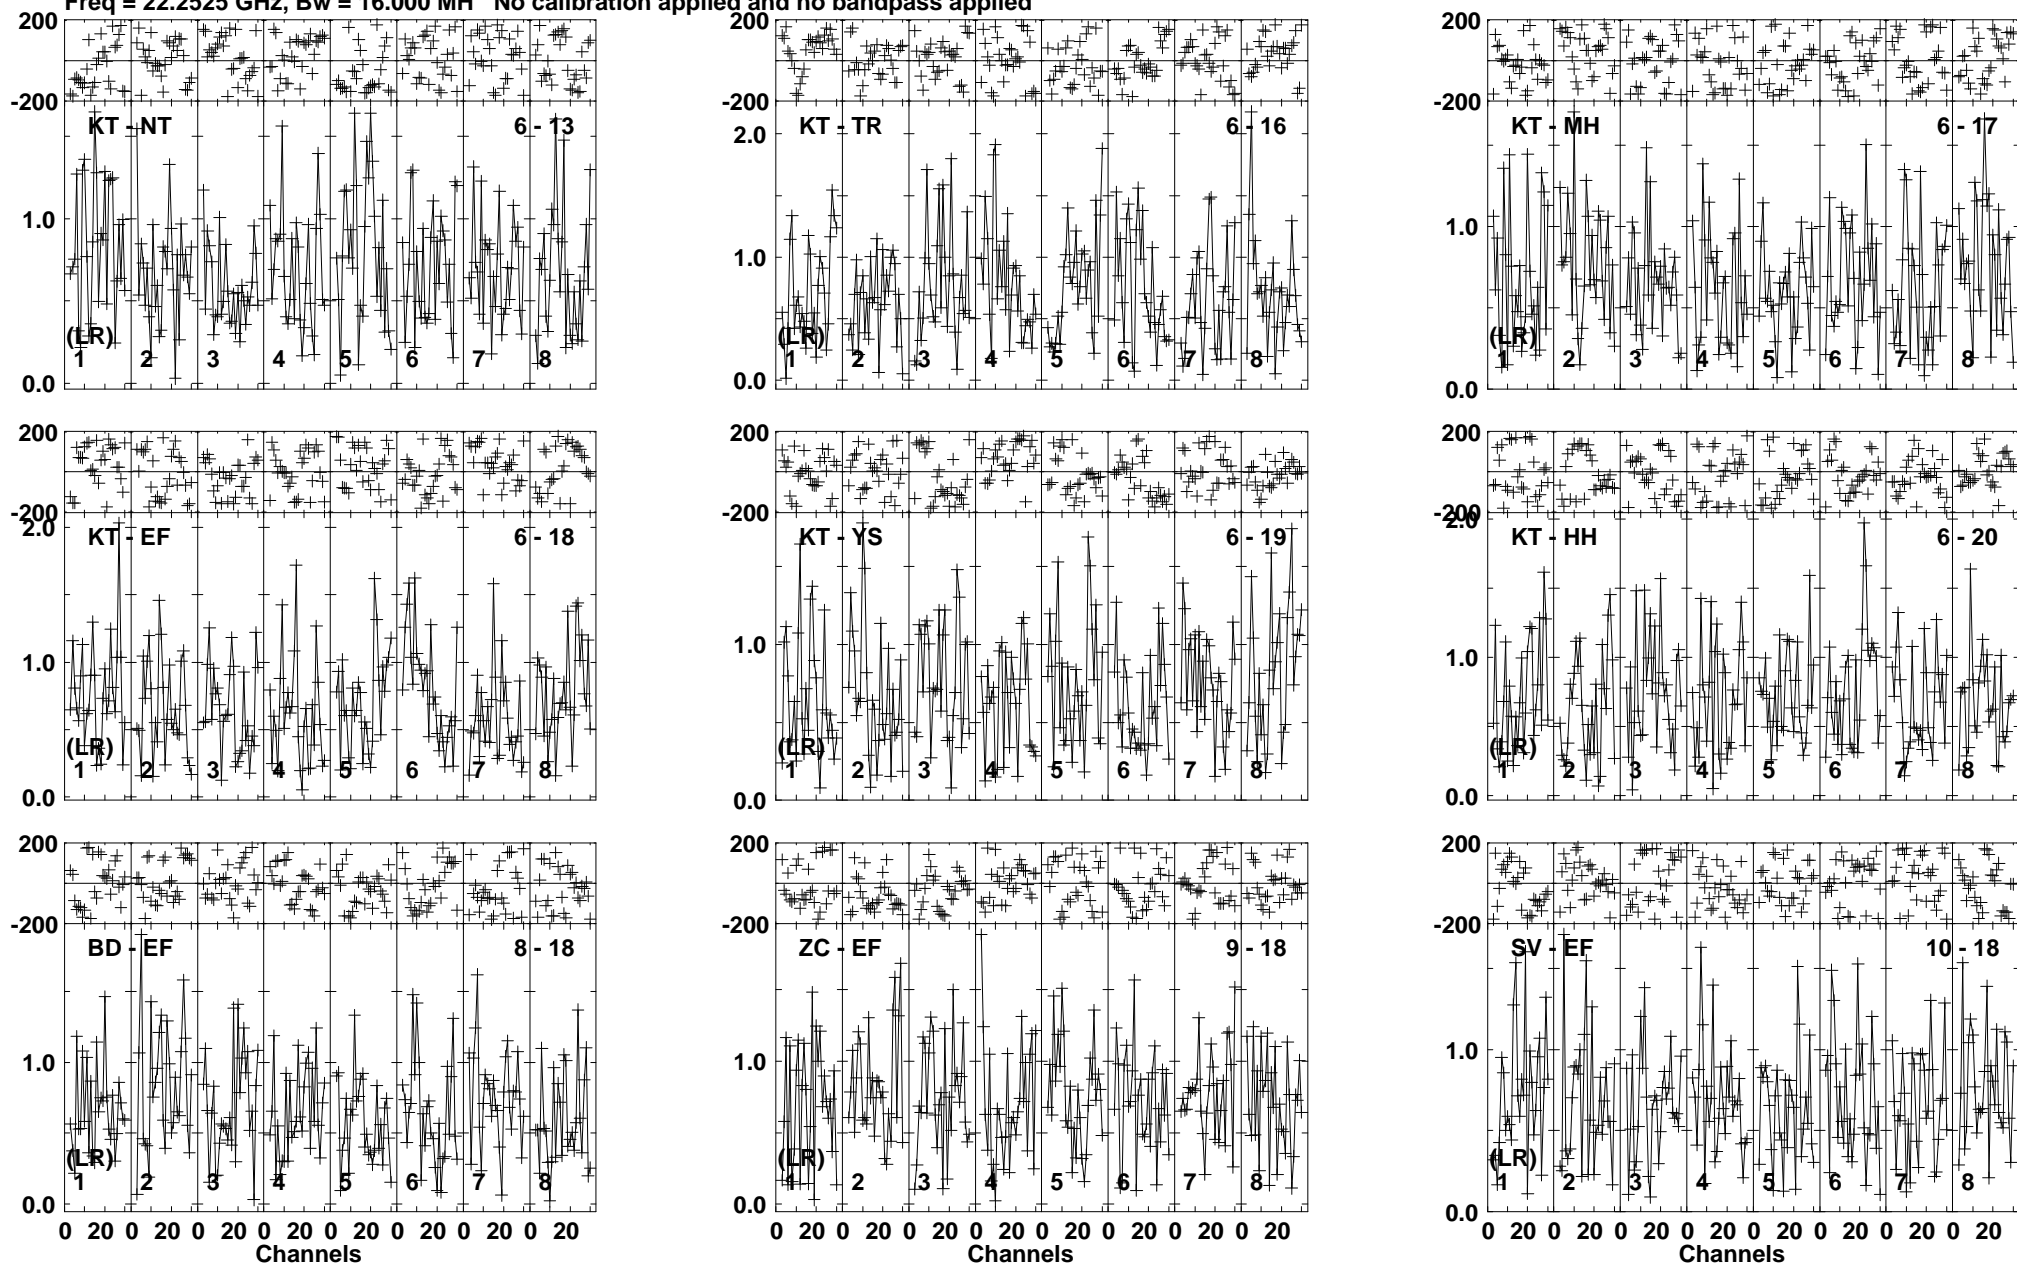 Freq = 22.2525 GHz, Bw = 16.000 MH No calibration applied and no bandpass applied
200 200 200
-200 -200 -200
KT - NT 6 - 13 KT - TR 6 - 16 KT - MH 6 - 17
2.0
1.0 1.0 1.0
(LR) (LR) (LR)
1 2 3 4 5 6 7 8 1 2 3 4 5 6 7 8 1 2 3 4 5 6 7 8
0.0 0.0 0.0
200 200 200
-200 -200 -200
2.0 2.0
KT - EF 6 - 18 KT - YS 6 - 19 KT - HH 6 - 20
1.0 1.0 1.0
(LR) (LR) (LR)
1 2 3 4 5 6 7 8 1 2 3 4 5 6 7 8 1 2 3 4 5 6 7 8
0.0 0.0 0.0
200 200 200
-200 -200 -200
BD - EF 8 - 18 ZC - EF 9 - 18 SV - EF 10 - 18
1.0 1.0 1.0
(LR) (LR) (LR)
1 2 3 4 5 6 7 8 1 2 3 4 5 6 7 8 1 2 3 4 5 6 7 8
0.0 0.0 0.0
0 20 0 20 0 20 0 20 0 20 0 20 0 20 0 20 0 20 0 20 0 20 0 20 0 20 0 20 0 20 0 20 0 20 0 20 0 20 0 20 0 20 0 20 0 20 0 20
Channels Channels Channels